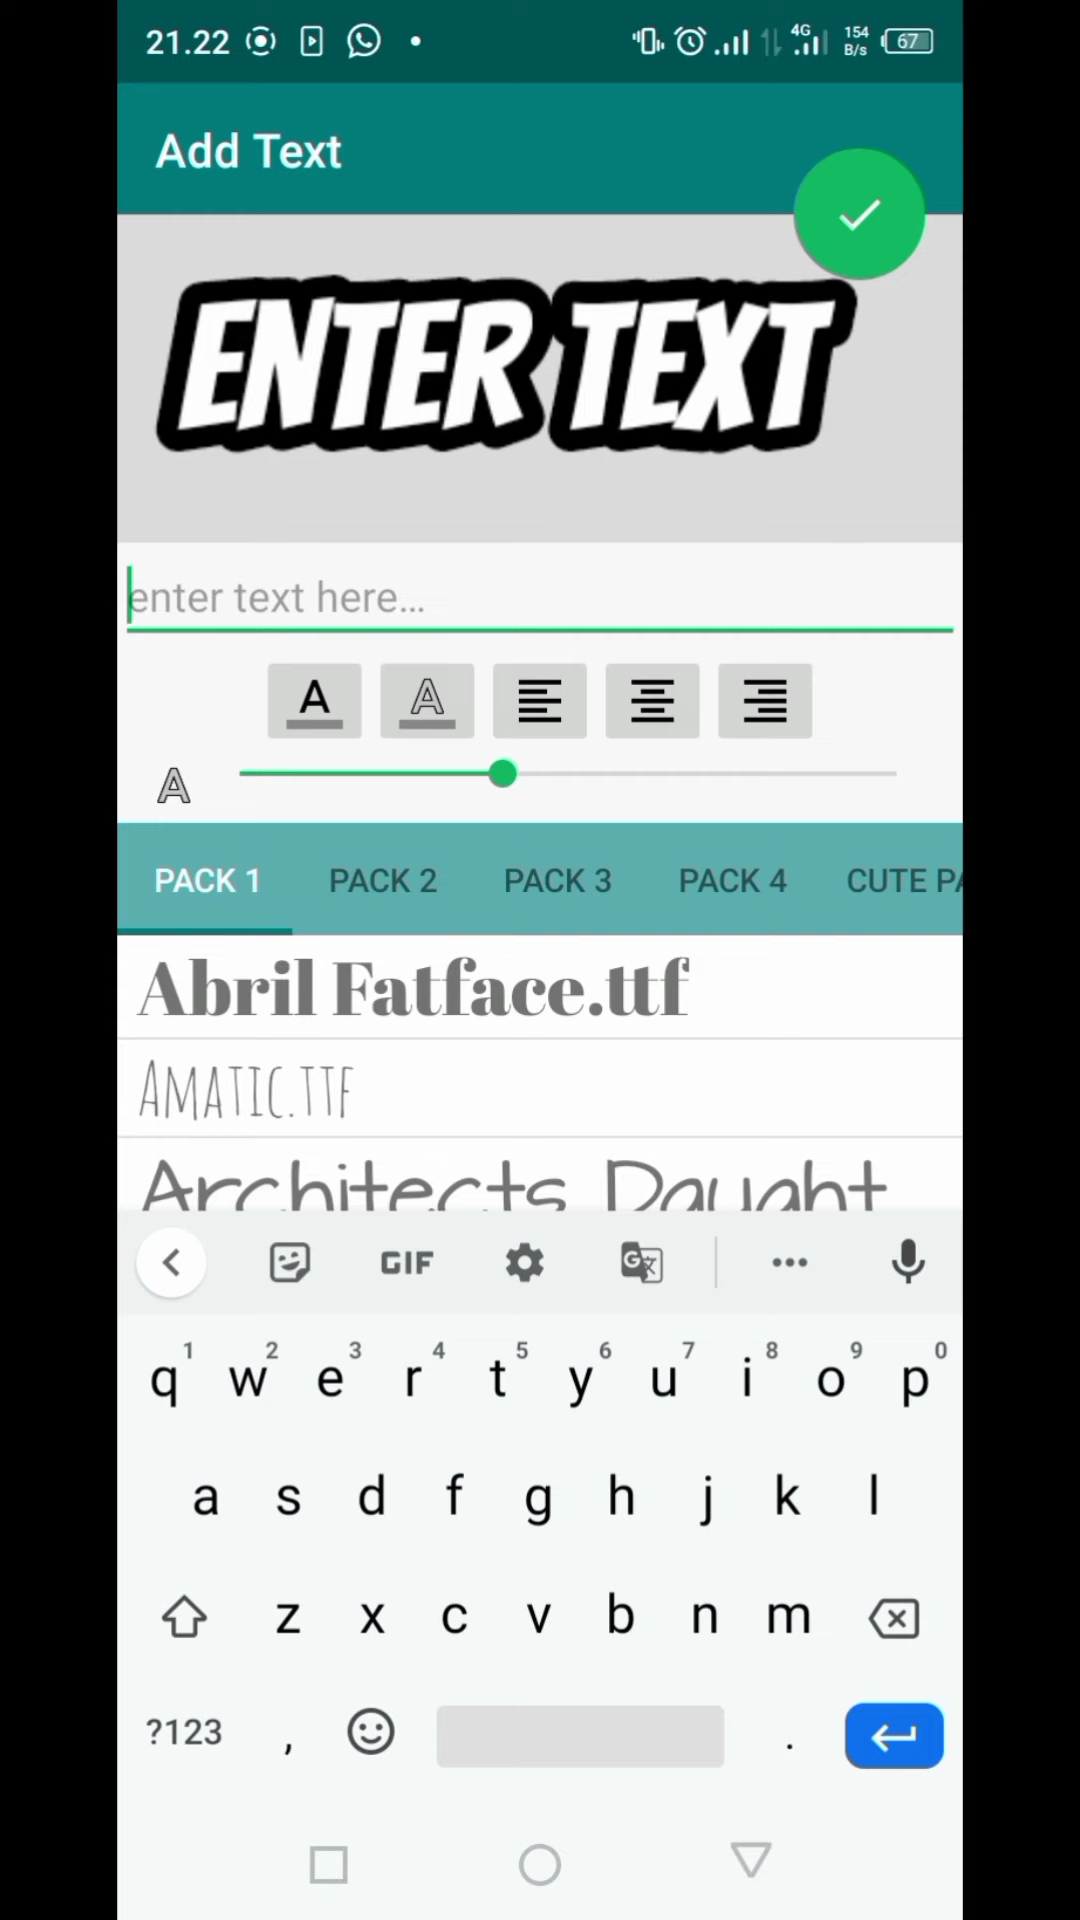 21.22 4G 154 B/s 67
Add Text
ENTER TEXT
enter text here...
A A
A
PACK 1 PACK 2 PACK 3 PACK 4 CUTE PA
Abril Fatface.ttf
AMATIC.TTF
Architects Daught
GIF G
1 2 3 4 5 6 7 8 9 0
q w e r t y u i o p
a s d f g h j k l
z x c v b n m
?123 , .